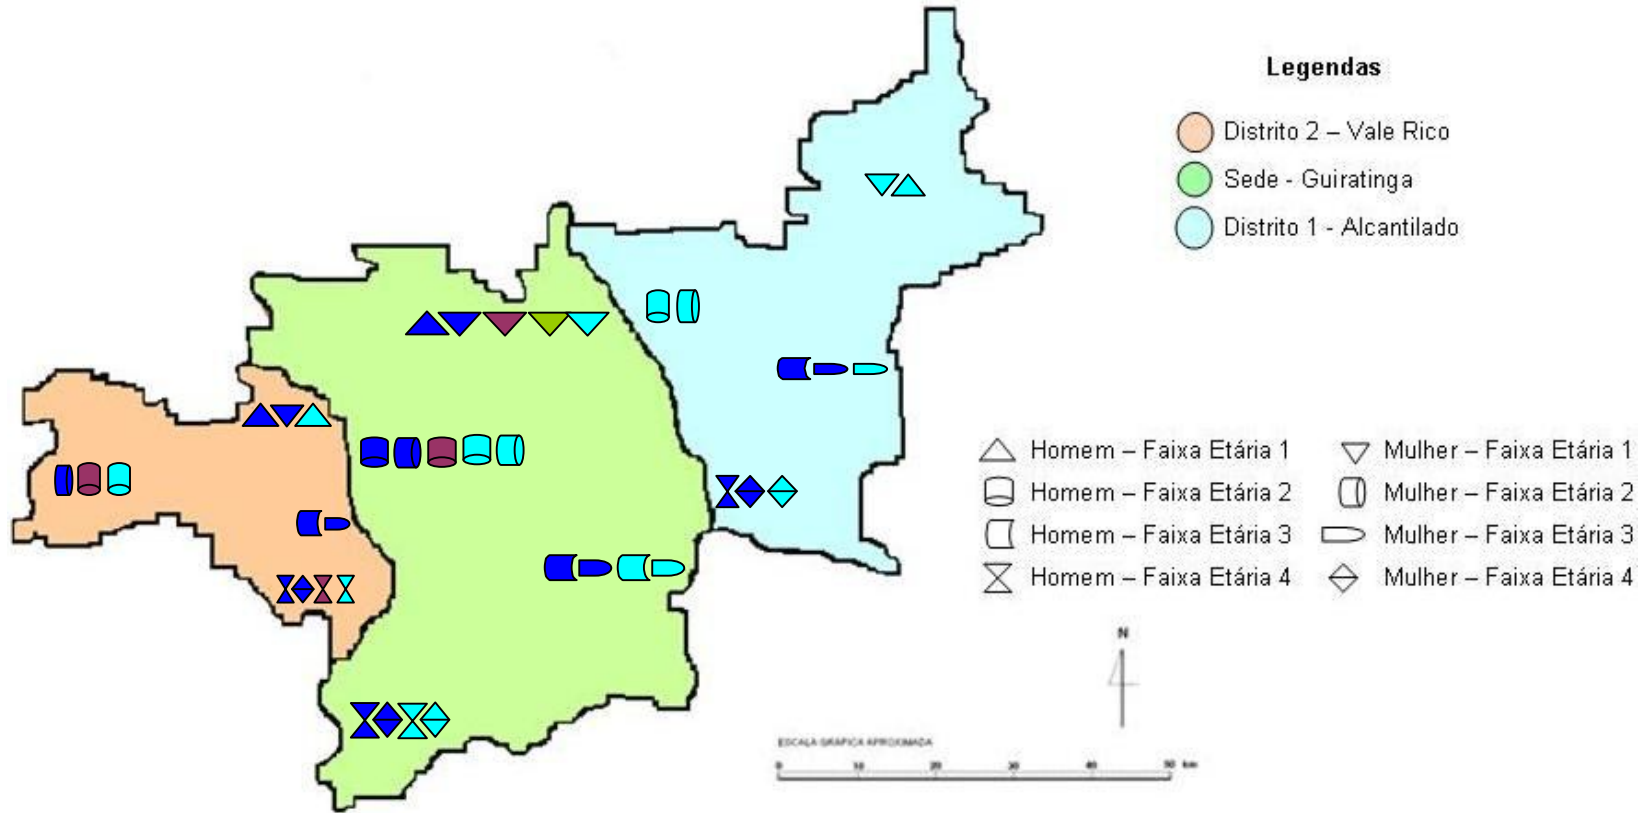 Legendas
Distrito 2 – Vale Rico
Sede - Guiratinga
Distrito 1 - Alcantilado
Homem – Faixa Etária 1
Mulher – Faixa Etária 1
Homem – Faixa Etária 2
Mulher – Faixa Etária 2
Homem – Faixa Etária 3
Mulher – Faixa Etária 3
Homem – Faixa Etária 4
Mulher – Faixa Etária 4
N
ESCALA GRÁFICA APROXIMADA
0 10 20 30 40 50 km